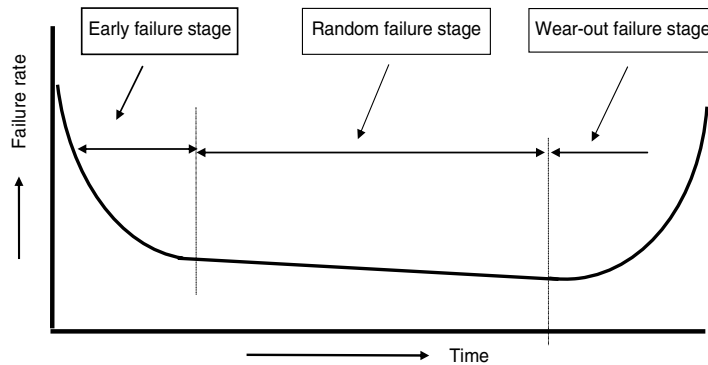 Early failure stage
Random failure stage
Wear-out failure stage
Failure rate
Time